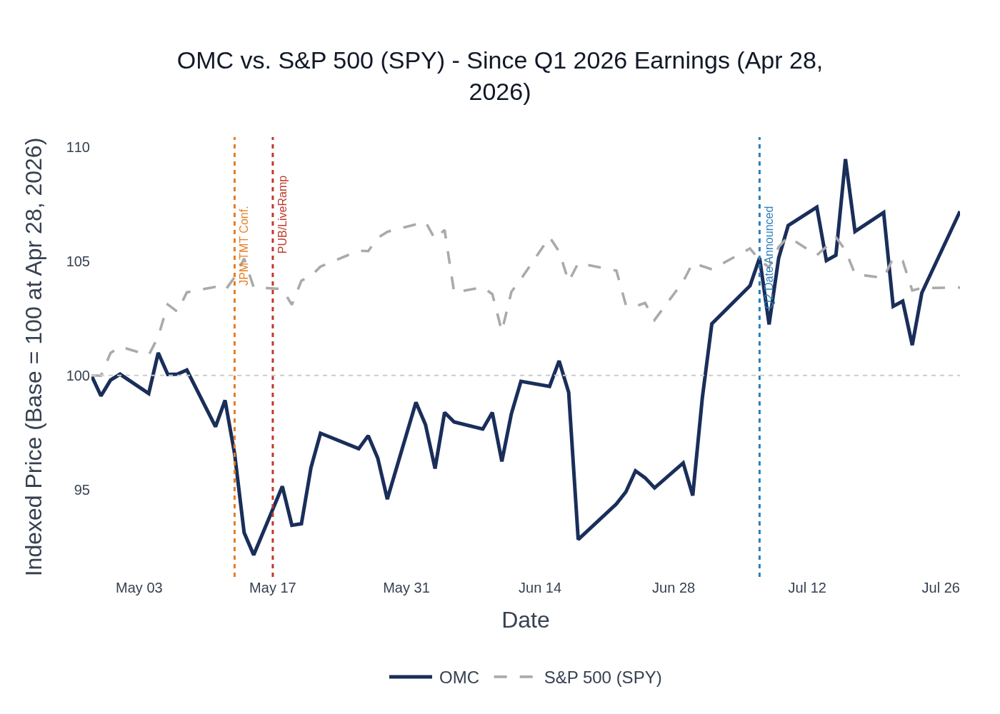 OMC vs. S&P 500 (SPY) - Since Q1 2026 Earnings (Apr 28,
2026)
Indexed Price (Base = 100 at Apr 28, 2026)
110
105
100
95
JPM TMT Conf.
PUB/LiveRamp
Q2 Date Announced
May 03
May 17
May 31
Jun 14
Jun 28
Jul 12
Jul 26
Date
OMC
S&P 500 (SPY)